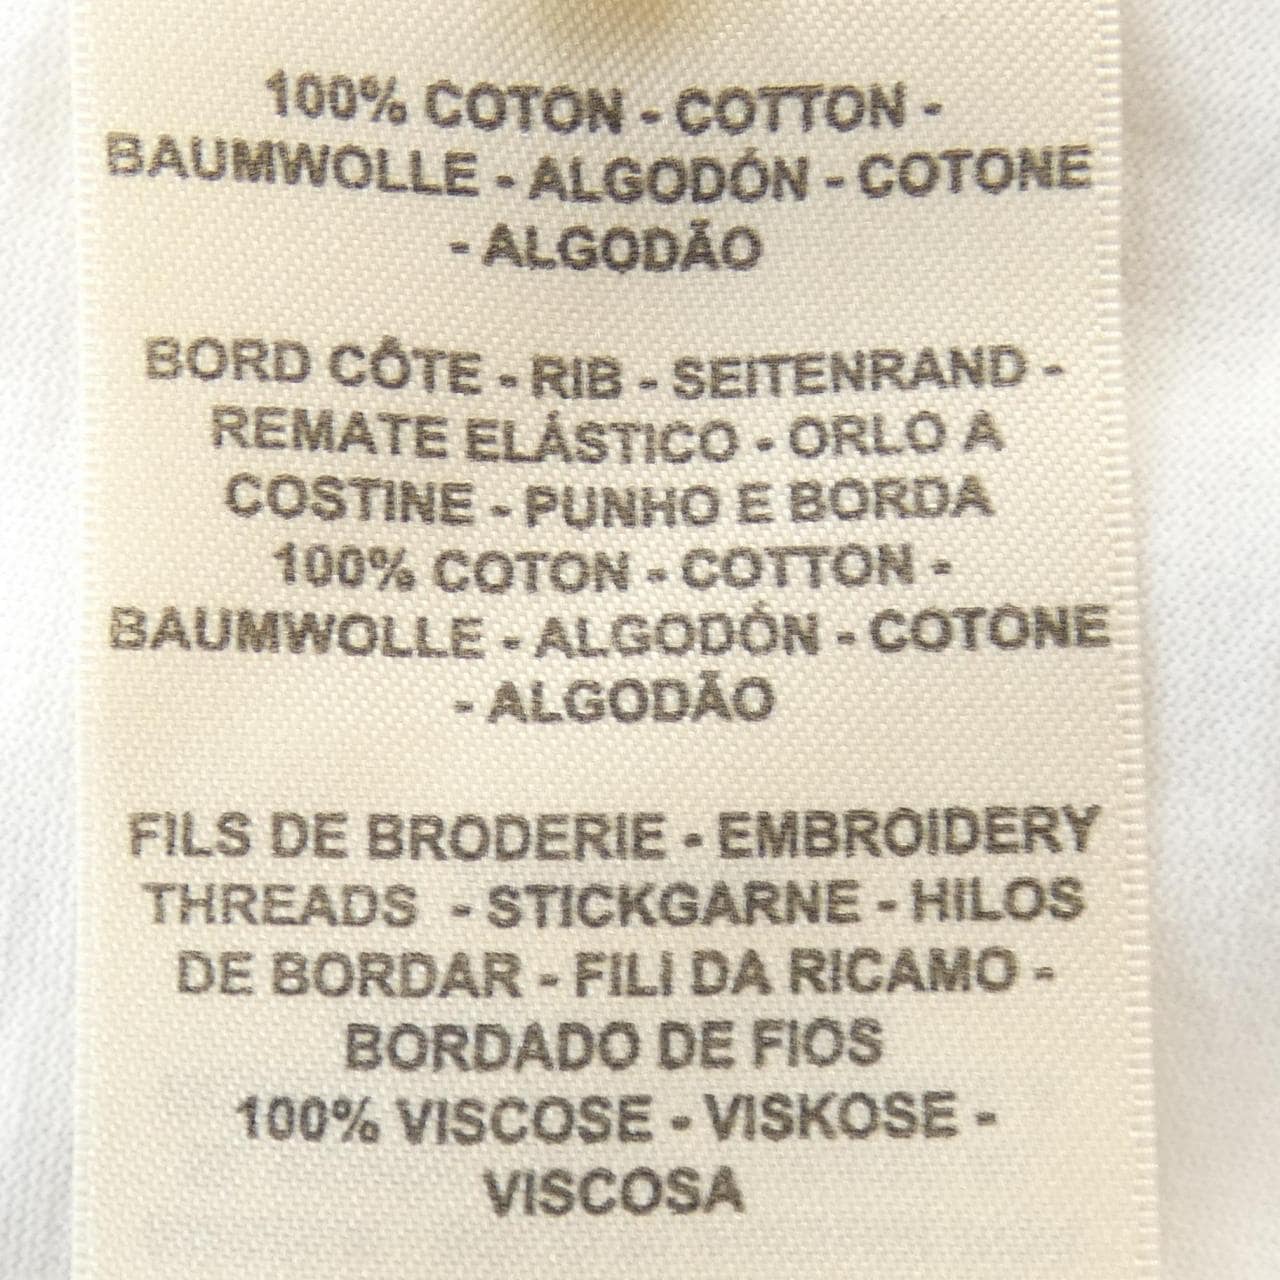 100% COTON - COTTON -
BAUMWOLLE - ALGODÓN - COTONE
- ALGODÃO
BORD CÔTE - RIB - SEITENRAND -
REMATE ELÁSTICO - ORLO A
COSTINE - PUNHO E BORDA
100% COTON - COTTON -
BAUMWOLLE - ALGODÓN - COTONE
- ALGODÃO
FILS DE BRODERIE - EMBROIDERY
THREADS - STICKGARNE - HILOS
DE BORDAR - FILI DA RICAMO -
BORDADO DE FIOS
100% VISCOSE - VISKOSE -
VISCOSA